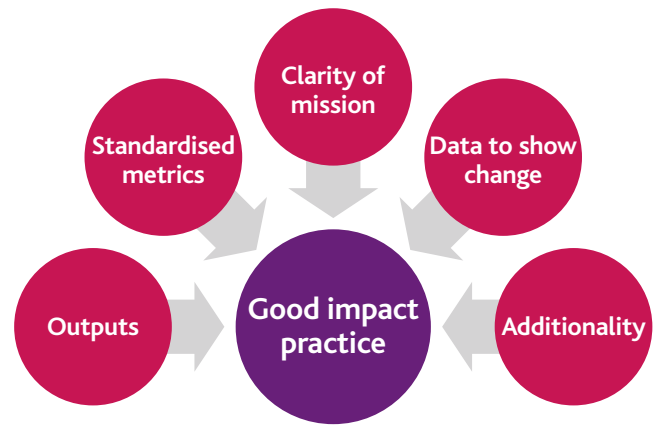 Clarity of
mission
Standardised
metrics
Data to show
change
Outputs
Good impact
practice
Additionality